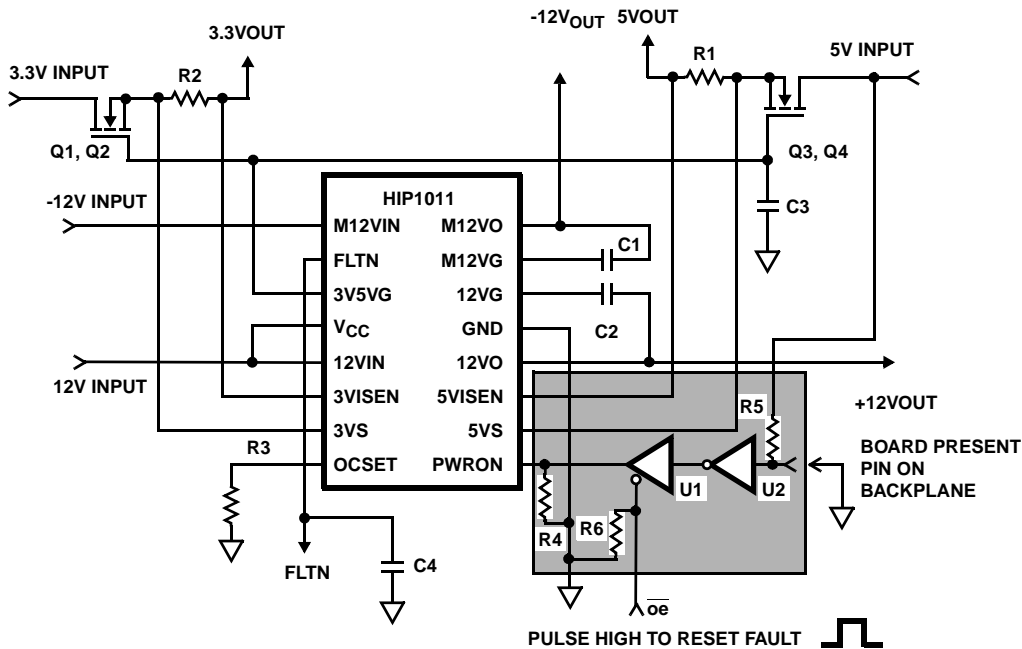 -12VOUT 5VOUT
3.3VOUT
R1
5V INPUT
R2
3.3V INPUT
Q1, Q2
Q3, Q4
HIP1011
-12V INPUT
C3
M12VIN
M12VO
C1
FLTN
M12VG
3V5VG
12VG
VCC
GND
C2
12VIN
12VO
12V INPUT
3VISEN
5VISEN
R5
+12VOUT
3VS
5VS
R3
OCSET
PWRON
U1
U2
BOARD PRESENT
PIN ON
BACKPLANE
R4
R6
FLTN
C4
oe
PULSE HIGH TO RESET FAULT